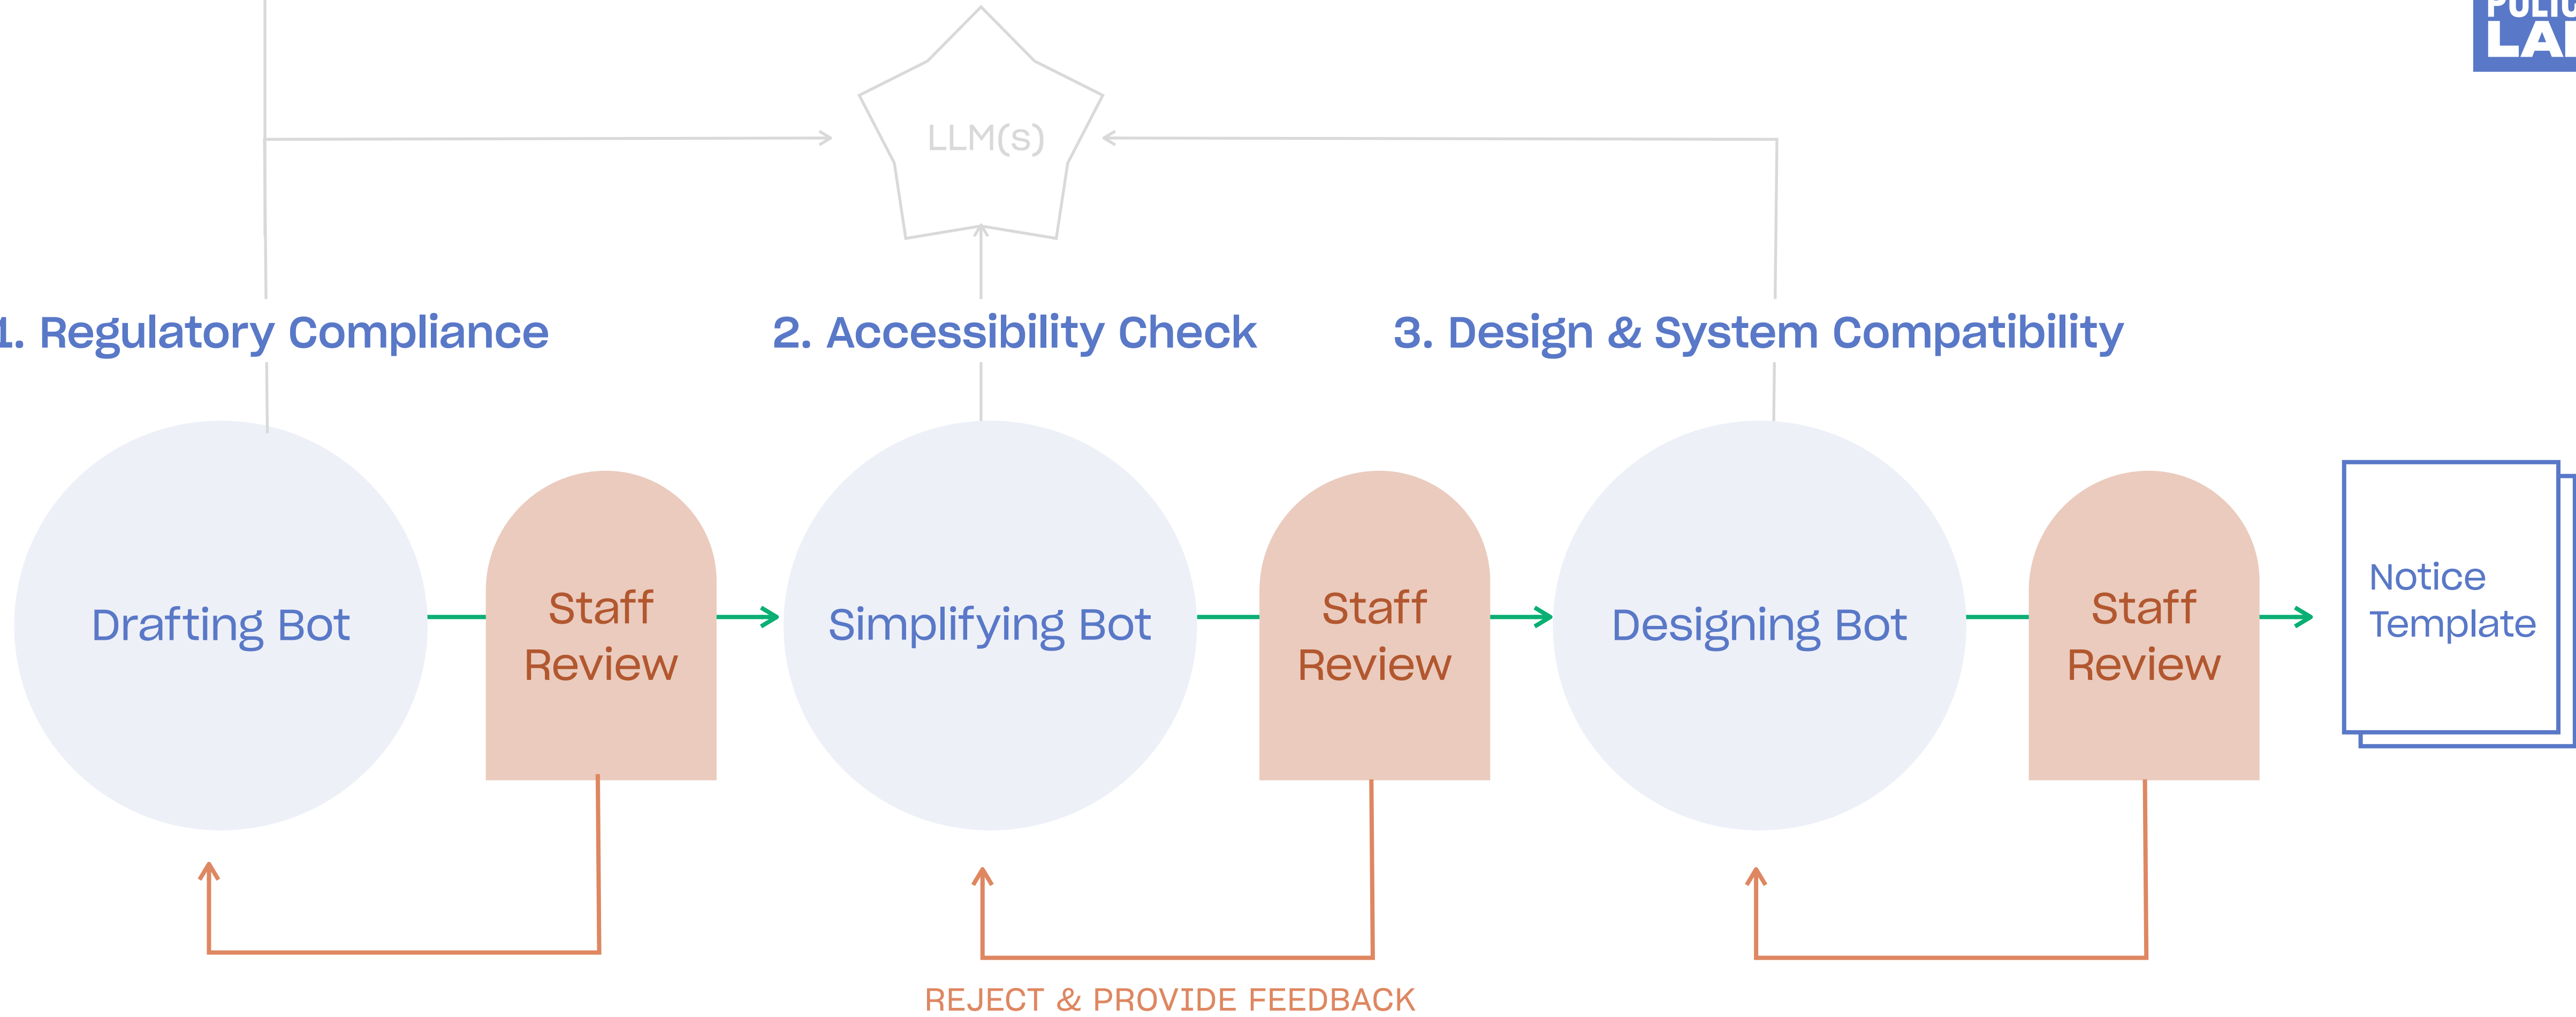 LLM(s)
1. Regulatory Compliance
2. Accessibility Check
3. Design & System Compatibility
Drafting Bot
Staff
Review
Simplifying Bot
Staff
Review
Designing Bot
Staff
Review
Notice
Template
REJECT & PROVIDE FEEDBACK